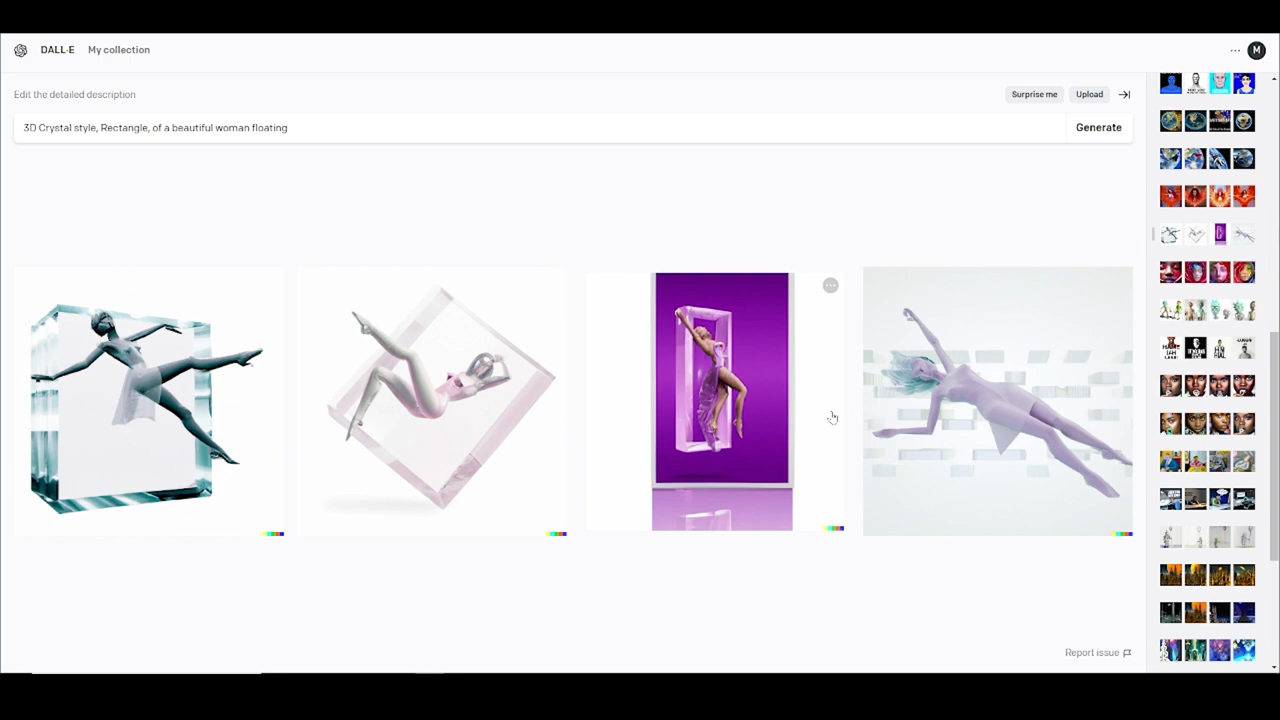 DALL·E My collection
M
Edit the detailed description
Surprise me Upload
3D Crystal style, Rectangle, of a beautiful woman floating
Generate
Report issue